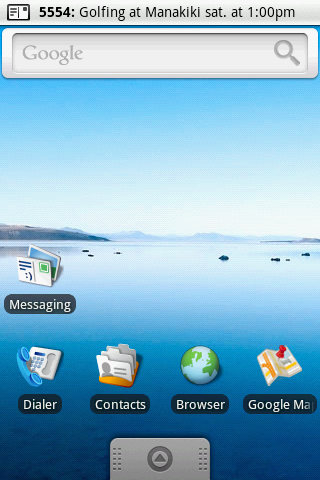 5554: Golfing at Manakiki sat. at 1:00pm
Google
Messaging
Dialer
Contacts
Browser
Google Ma